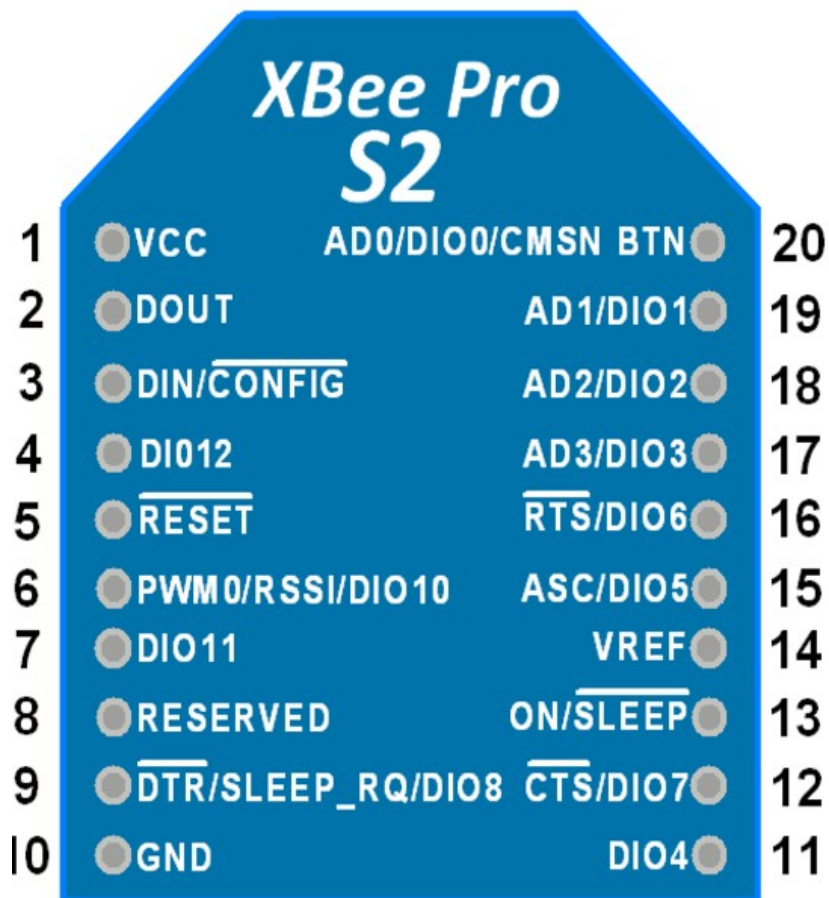 XBee Pro
S2
1 VCC AD0/DIO0/CMSN BTN 20
2 DOUT AD1/DIO1 19
3 DIN/CONFIG AD2/DIO2 18
4 DI012 AD3/DIO3 17
5 RESET RTS/DIO6 16
6 PWM0/RSSI/DIO10 ASC/DIO5 15
7 DIO11 VREF 14
8 RESERVED ON/SLEEP 13
9 DTR/SLEEP_RQ/DIO8 CTS/DIO7 12
10 GND DIO4 11